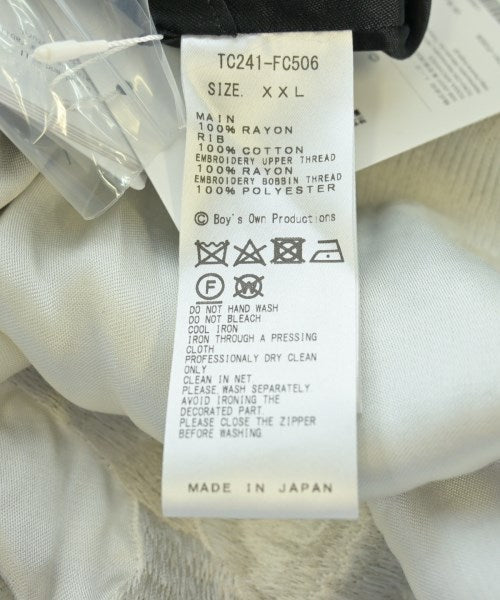 TC241-FC506
SIZE. XXL
MAIN
100% RAYON
RIB
100% COTTON
EMBROIDERY UPPER THREAD
100% RAYON
EMBROIDERY BOBBIN THREAD
100% POLYESTER
© Boy's Own Productions
F W
DO NOT HAND WASH
DO NOT BLEACH
COOL IRON
IRON THROUGH A PRESSING
CLOTH
PROFESSIONALY DRY CLEAN
ONLY
CLEAN IN NET
PLEASE WASH SEPARATELY
AVOID IRONING THE
DECORATED PART
PLEASE CLOSE THE ZIPPER
BEFORE WASHING
MADE IN JAPAN